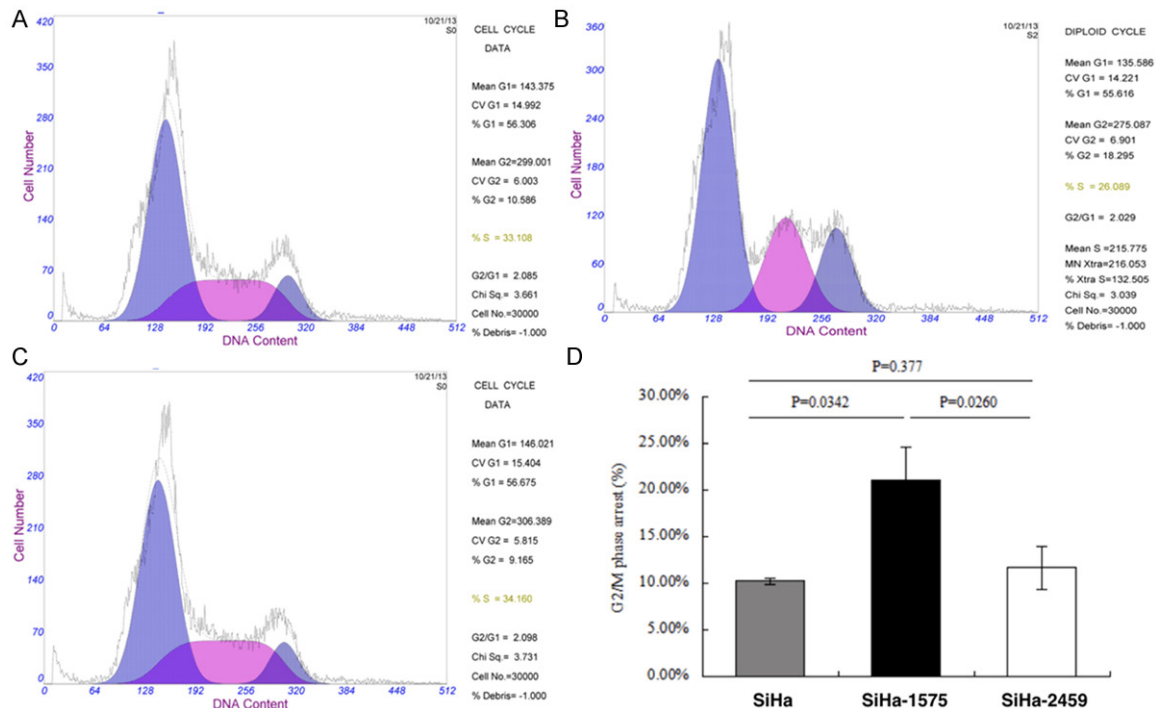 A
10/21/13
S0
420
350
280
210
140
70
0
Cell Number
0 64 128 192 256 320 384 448 512
DNA Content
CELL CYCLE
DATA
Mean G1= 143.375
CV G1 = 14.992
% G1 = 56.306
Mean G2=299.001
CV G2 = 6.003
% G2 = 10.586
% S = 33.108
G2/G1 = 2.085
Chi Sq.= 3.661
Cell No.=30000
% Debris= -1.000
B
10/21/13
S2
360
300
240
180
120
60
0
Cell Number
0 64 128 192 256 320 384 448 512
DNA Content
DIPLOID CYCLE
Mean G1= 135.586
CV G1 = 14.221
% G1 = 55.616
Mean G2=275.087
CV G2 = 6.901
% G2 = 18.295
% S = 26.089
G2/G1 = 2.029
Mean S =215.775
MN Xtra=216.053
% Xtra S=132.505
Chi Sq.= 3.039
Cell No.=30000
% Debris= -1.000
C
10/21/13
S0
420
350
280
210
140
70
0
Cell Number
0 64 128 192 256 320 384 448 512
DNA Content
CELL CYCLE
DATA
Mean G1= 146.021
CV G1 = 15.404
% G1 = 56.675
Mean G2=306.389
CV G2 = 5.815
% G2 = 9.165
% S = 34.160
G2/G1 = 2.098
Chi Sq.= 3.731
Cell No.=30000
% Debris= -1.000
D
P=0.377
P=0.0342 P=0.0260
30.00%
25.00%
20.00%
15.00%
10.00%
5.00%
0.00%
G2/M phase arrest (%)
SiHa SiHa-1575 SiHa-2459